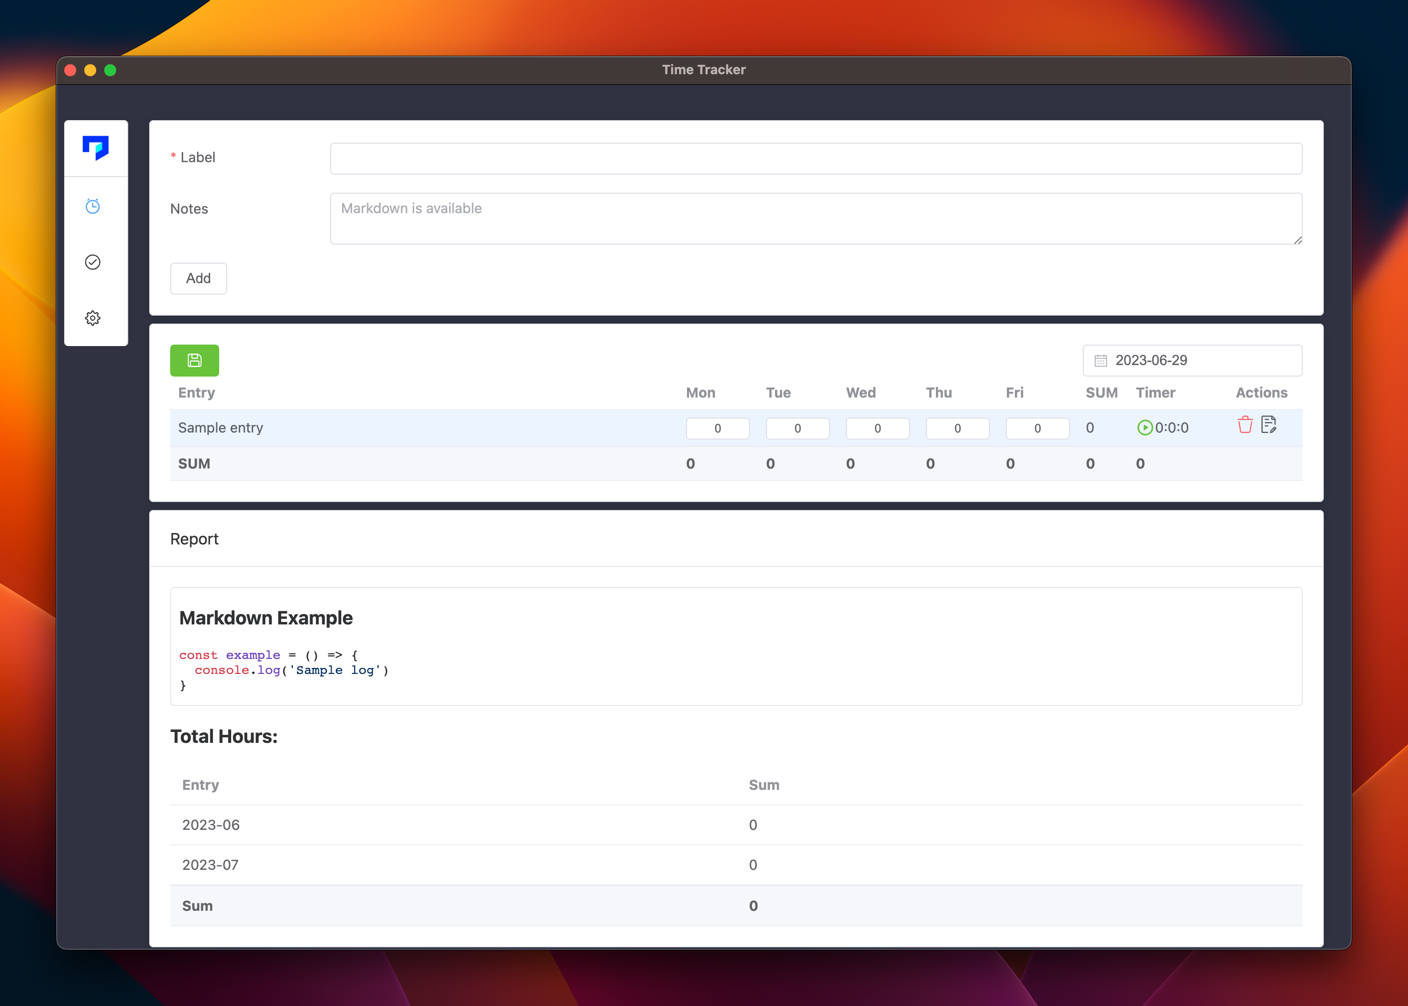 Time Tracker
* Label
Notes
Markdown is available
Add
2023-06-29
Entry Mon Tue Wed Thu Fri SUM Timer Actions
Sample entry 0 0 0 0 0 0 0:0:0
SUM 0 0 0 0 0 0 0
Report
Markdown Example
const example = () => {
  console.log('Sample log')
}
Total Hours:
Entry Sum
2023-06 0
2023-07 0
Sum 0